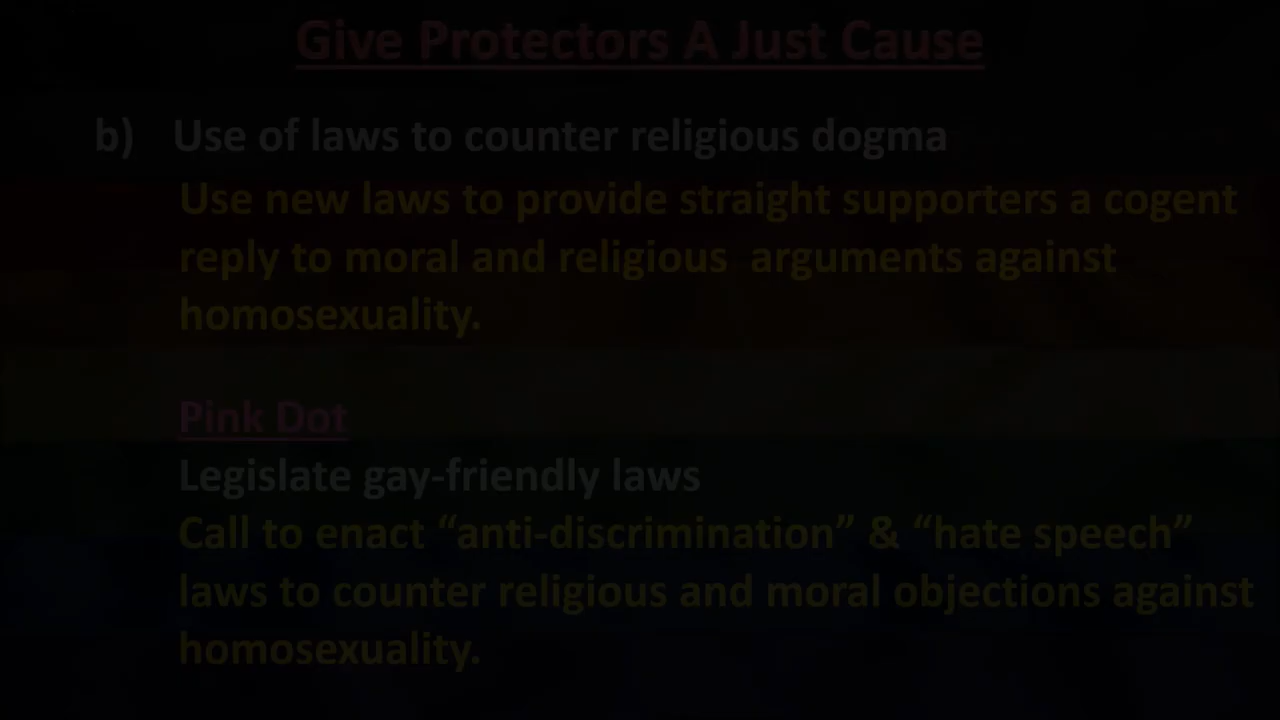 Give Protectors A Just Cause
b) Use of laws to counter religious dogma
Use new laws to provide straight supporters a cogent
reply to moral and religious arguments against
homosexuality.
Pink Dot
Legislate gay-friendly laws
Call to enact “anti-discrimination” & “hate speech”
laws to counter religious and moral objections against
homosexuality.